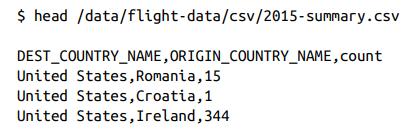 $ head /data/flight-data/csv/2015-summary.csv
DEST_COUNTRY_NAME,ORIGIN_COUNTRY_NAME,count
United States,Romania,15
United States,Croatia,1
United States,Ireland,344